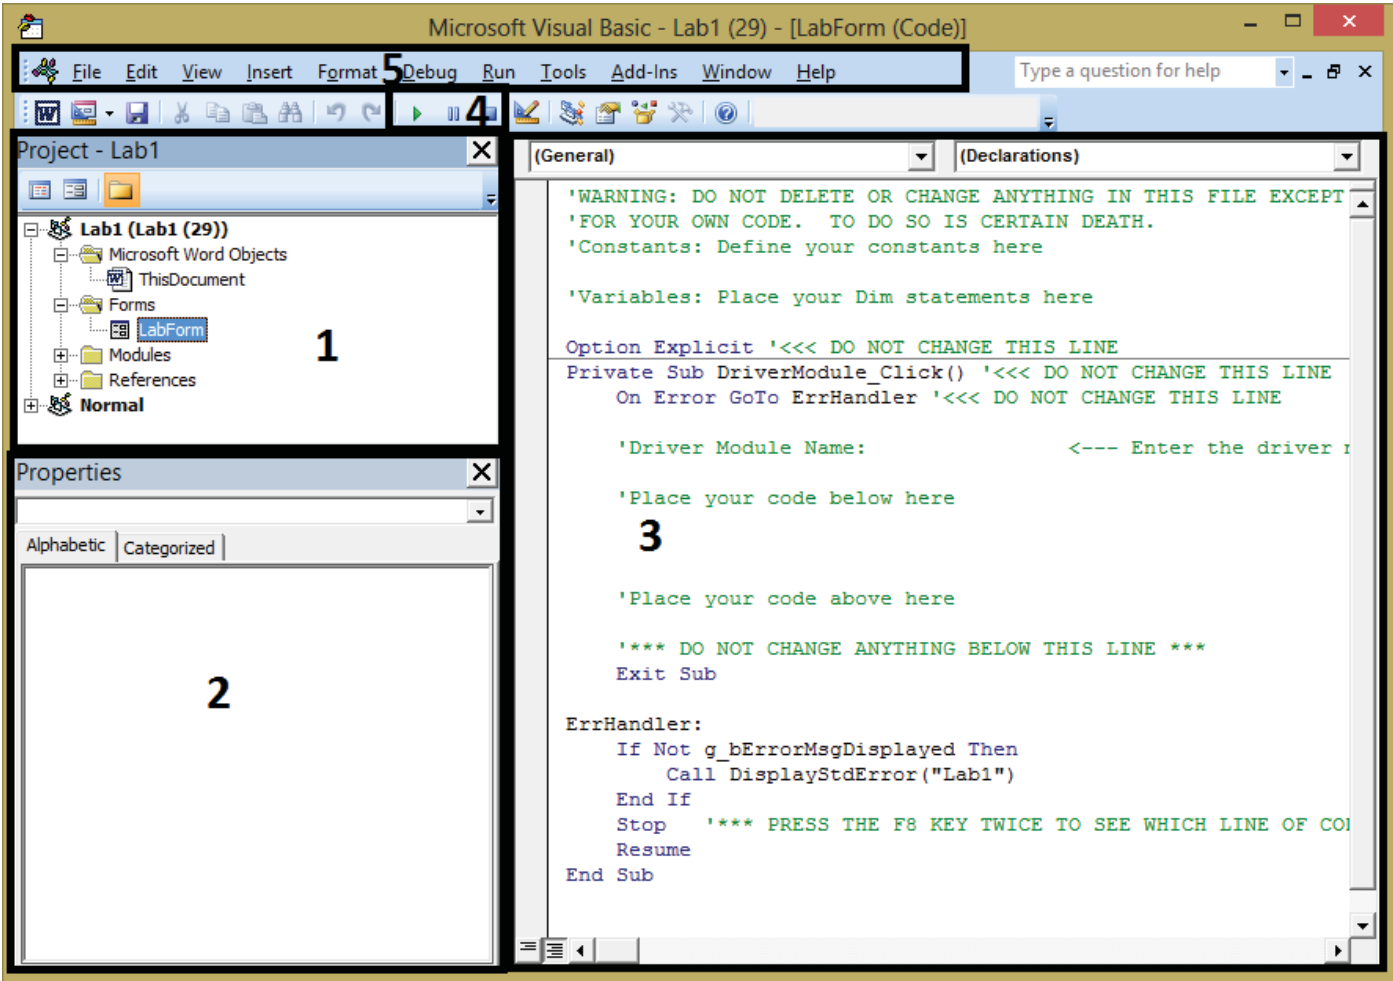 Microsoft Visual Basic - Lab1 (29) - [LabForm (Code)]
File Edit View Insert Format 5 Debug Run Tools Add-Ins Window Help
Type a question for help
4
Project - Lab1
Lab1 (Lab1 (29))
Microsoft Word Objects
ThisDocument
Forms
LabForm
Modules
References
Normal
1
Properties
Alphabetic Categorized
2
(General) (Declarations)
'WARNING: DO NOT DELETE OR CHANGE ANYTHING IN THIS FILE EXCEPT
'FOR YOUR OWN CODE.  TO DO SO IS CERTAIN DEATH.
'Constants: Define your constants here
'Variables: Place your Dim statements here
Option Explicit '<<< DO NOT CHANGE THIS LINE
Private Sub DriverModule_Click() '<<< DO NOT CHANGE THIS LINE
On Error GoTo ErrHandler '<<< DO NOT CHANGE THIS LINE
'Driver Module Name: <--- Enter the driver
'Place your code below here
3
'Place your code above here
'*** DO NOT CHANGE ANYTHING BELOW THIS LINE ***
Exit Sub
ErrHandler:
If Not g_bErrorMsgDisplayed Then
Call DisplayStdError("Lab1")
End If
Stop '*** PRESS THE F8 KEY TWICE TO SEE WHICH LINE OF
Resume
End Sub